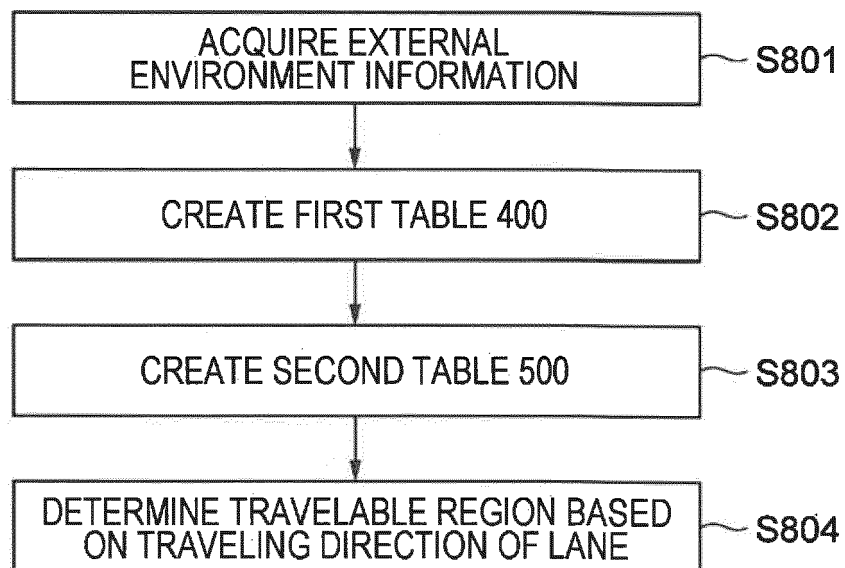 ACQUIRE EXTERNAL
ENVIRONMENT INFORMATION
S801
CREATE FIRST TABLE 400
S802
CREATE SECOND TABLE 500
S803
DETERMINE TRAVELABLE REGION BASED
ON TRAVELING DIRECTION OF LANE
S804